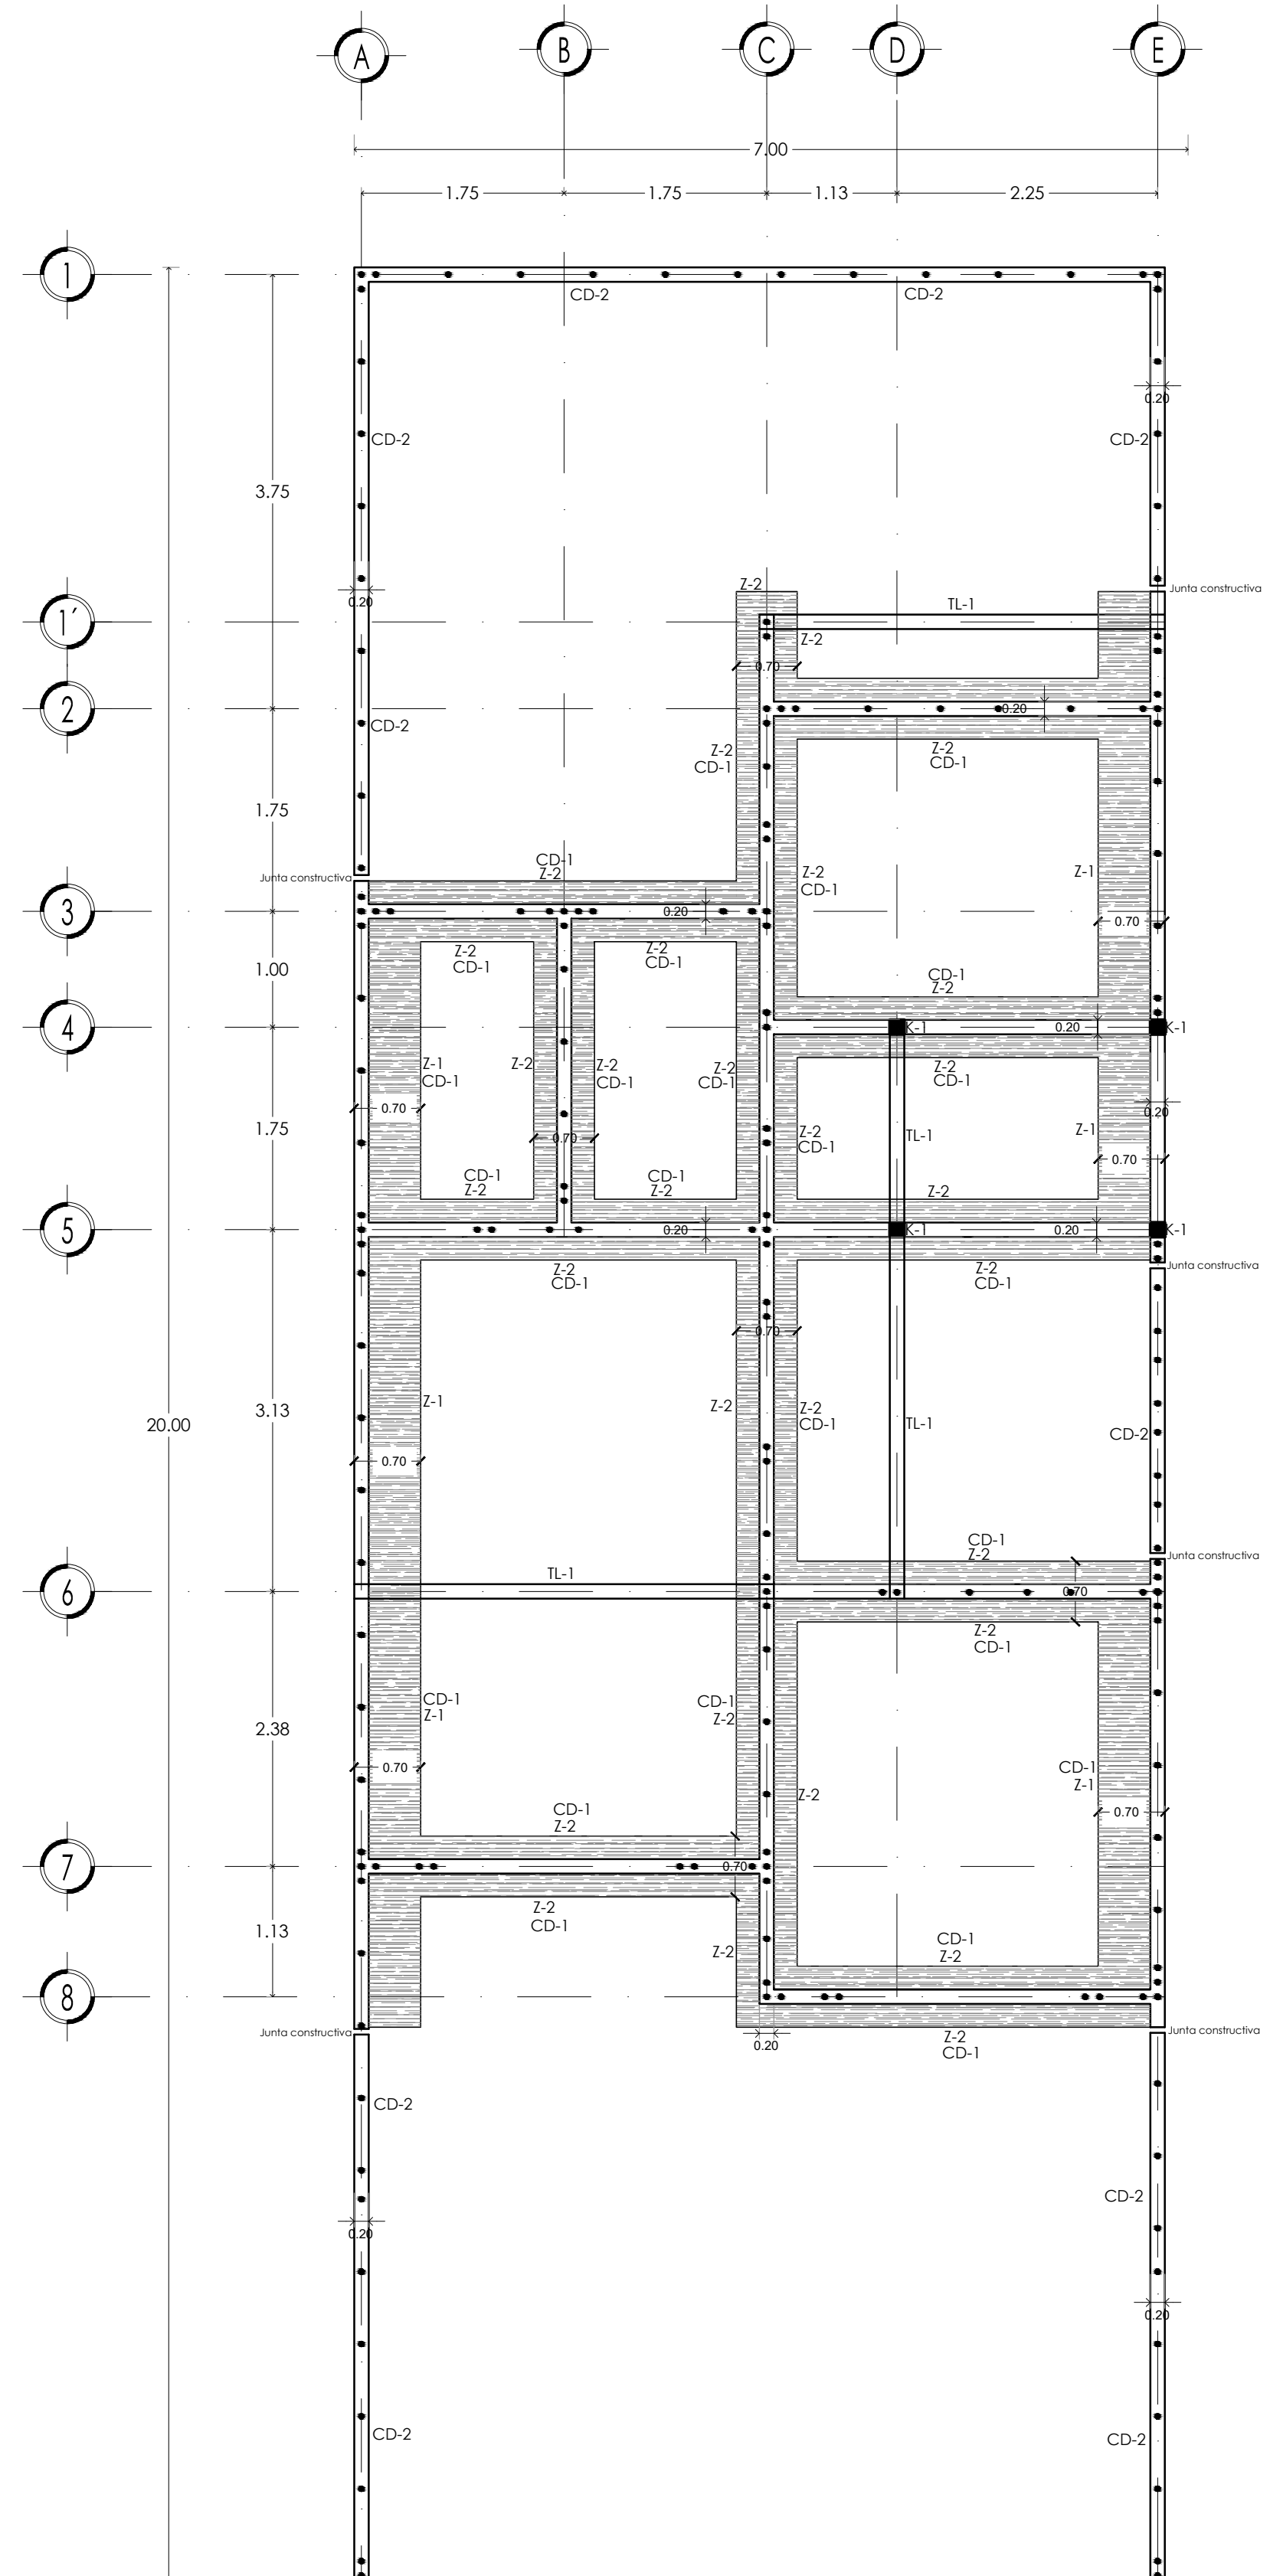 A B C D E
7.00
1.75 1.75 1.13 2.25
1
CD-2 CD-2
0.20
CD-2 CD-2
3.75
Z-2
Junta constructiva
0.20
TL-1
1´
Z-2
0.70
2
0.20
CD-2
Z-2 Z-2
CD-1 CD-1
1.75
CD-1
Z-2
Z-2 Z-1
Junta constructiva
CD-1
3
0.20
0.70
Z-2 Z-2
CD-1 CD-1
1.00
CD-1
Z-2
4
K-1 0.20 K-1
Z-1 Z-2 Z-2 Z-2 Z-2
CD-1 CD-1 CD-1 CD-1
0.70
0.20
1.75
Z-2 TL-1 Z-1
0.70
CD-1
0.70
CD-1 CD-1
Z-2 Z-2 Z-2
5
0.20 K-1 0.20 K-1
Junta constructiva
Z-2 Z-2
CD-1 CD-1
0.70
Z-1 Z-2 Z-2
3.13
CD-1 TL-1
20.00
CD-2
0.70
CD-1
Z-2
Junta constructiva
TL-1
6
0.70
Z-2
CD-1
CD-1 CD-1
Z-1 Z-2
2.38
0.70
CD-1
Z-1
Z-2
CD-1
0.70
Z-2
7
0.70
Z-2
CD-1
1.13
CD-1
Z-2 Z-2
8
Junta constructiva Junta constructiva
Z-2
0.20
CD-1
CD-2
CD-2
0.20
0.20
CD-2 CD-2